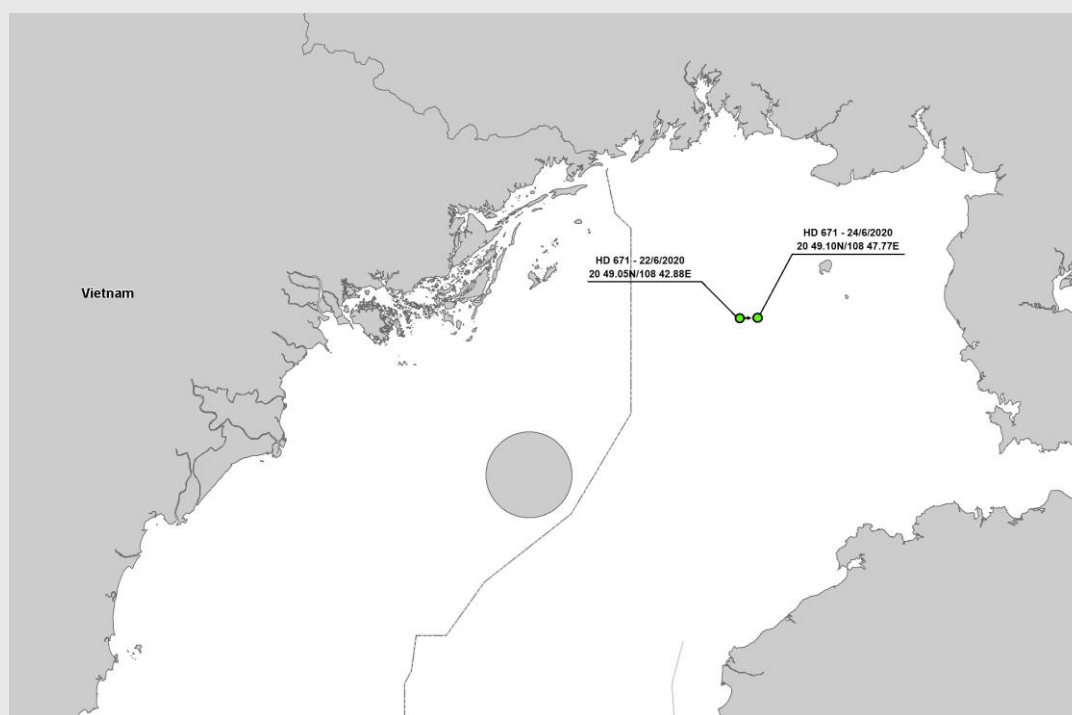 HD 671 - 24/6/2020
20 49.10N/108 47.77E
HD 671 - 22/6/2020
20 49.05N/108 42.88E
Vietnam